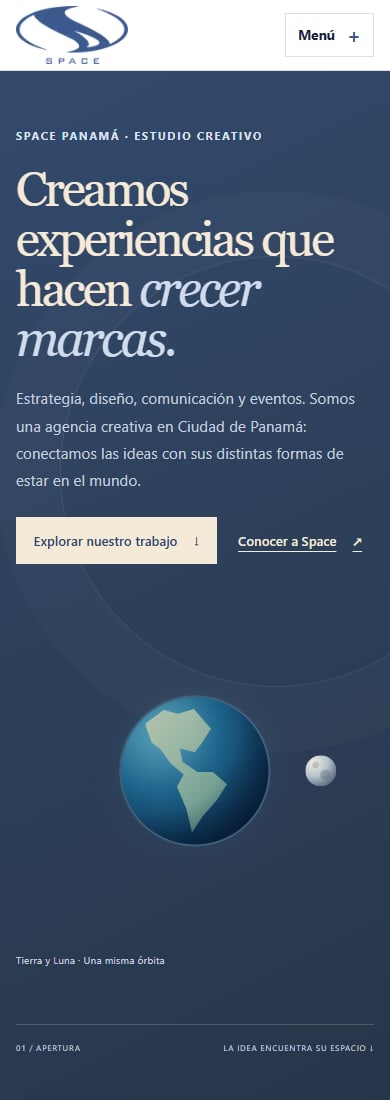 SPACE
Menú +
SPACE PANAMÁ · ESTUDIO CREATIVO
Creamos
experiencias que
hacen crecer
marcas.
Estrategia, diseño, comunicación y eventos. Somos
una agencia creativa en Ciudad de Panamá:
conectamos las ideas con sus distintas formas de
estar en el mundo.
Explorar nuestro trabajo ↓
Conocer a Space ↗
Tierra y Luna · Una misma órbita
01 / APERTURA
LA IDEA ENCUENTRA SU ESPACIO ↓